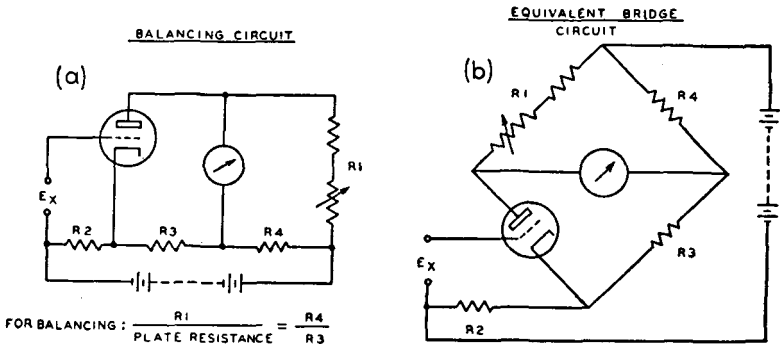 BALANCING CIRCUIT
(a)
R1
EX
R2
R3
R4
FOR BALANCING: R1 / PLATE RESISTANCE = R4 / R3
EQUIVALENT BRIDGE
CIRCUIT
(b)
R1
R4
EX
R3
R2